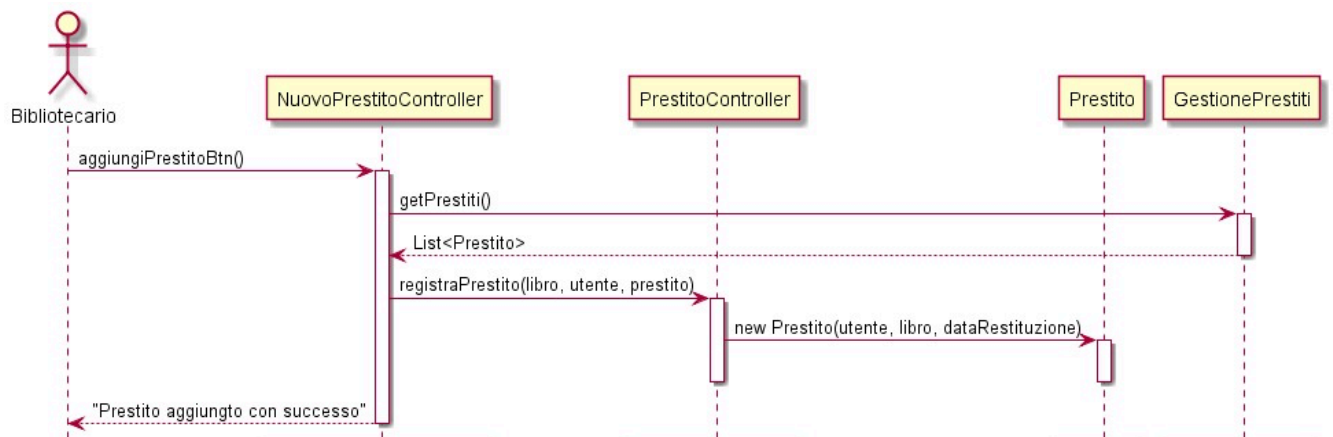 Bibliotecario
NuovoPrestitoController
PrestitoController
Prestito
GestionePrestiti
aggiungiPrestitoBtn()
getPrestiti()
List<Prestito>
registraPrestito(libro, utente, prestito)
new Prestito(utente, libro, dataRestituzione)
"Prestito aggiungto con successo"